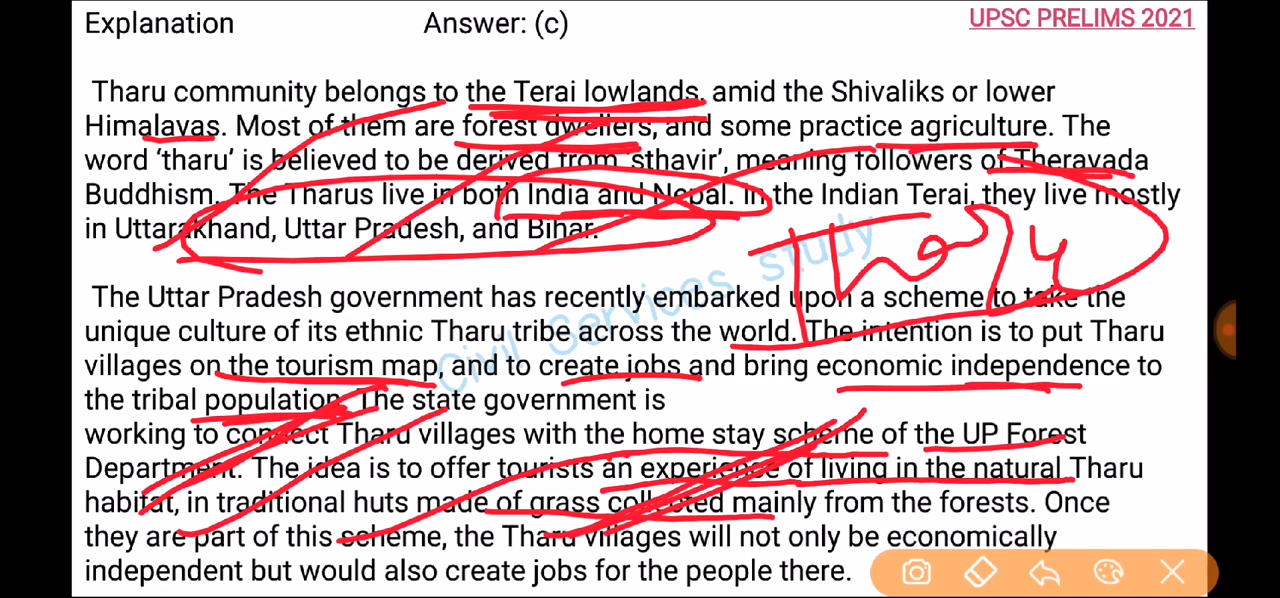 Explanation Answer: (c) UPSC PRELIMS 2021
Tharu community belongs to the Terai lowlands, amid the Shivaliks or lower
Himalayas. Most of them are forest dwellers, and some practice agriculture. The
word ‘tharu’ is believed to be derived from ‘sthavir’, meaning followers of Theravada
Buddhism. The Tharus live in both India and Nepal. In the Indian Terai, they live mostly
in Uttarakhand, Uttar Pradesh, and Bihar.
Tharu
The Uttar Pradesh government has recently embarked upon a scheme to take the
unique culture of its ethnic Tharu tribe across the world. The intention is to put Tharu
villages on the tourism map, and to create jobs and bring economic independence to
the tribal population. The state government is
working to connect Tharu villages with the home stay scheme of the UP Forest
Department. The idea is to offer tourists an experience of living in the natural Tharu
habitat, in traditional huts made of grass collected mainly from the forests. Once
they are part of this scheme, the Tharu villages will not only be economically
independent but would also create jobs for the people there.
Civil Services study